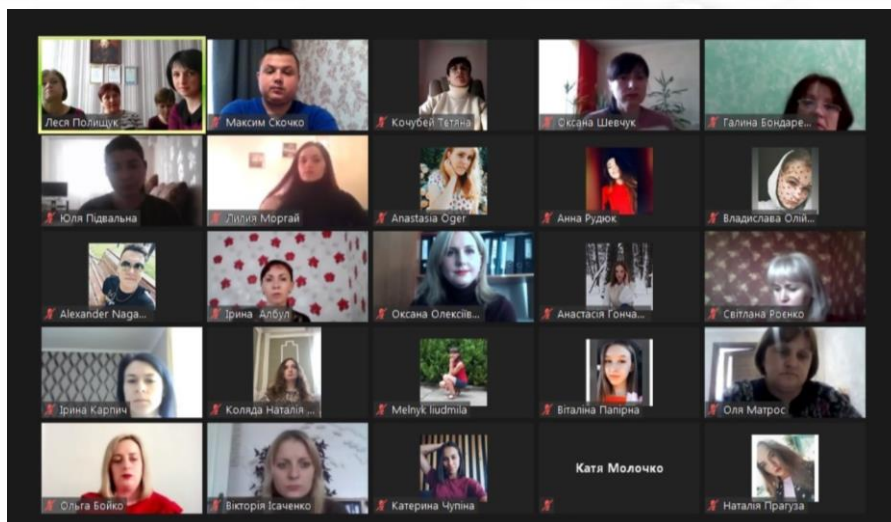 Леся Полищук
Максим Скочко
Кочубей Тетяна
Оксана Шевчук
Галина Бондаре...
Юля Підвальна
Лилия Моргай
Anastasia Oger
Анна Рудюк
Владислава Олій...
Alexander Naga...
Ірина Албул
Оксана Олексіїв...
Анастасія Гонча...
Світлана Роєнко
Ірина Карпич
Коляда Наталія ...
Melnyk liudmila
Віталіна Папірна
Оля Матрос
Ольга Бойко
Вікторія Ісаченко
Катерина Чупіна
Катя Молочко
Наталія Прагуза